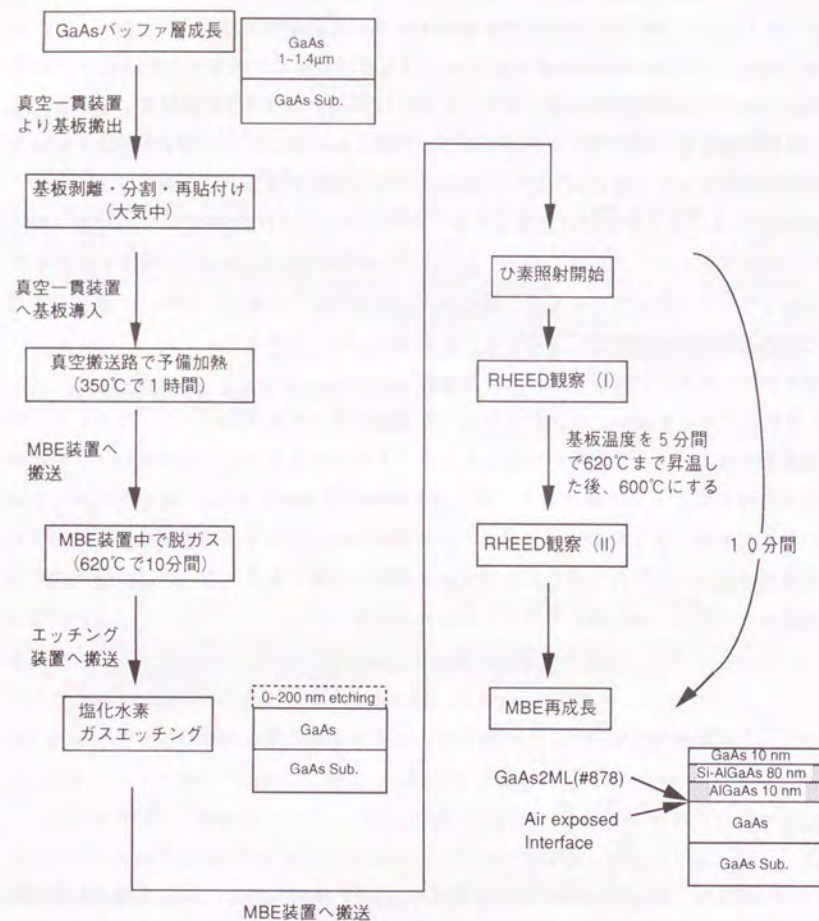 GaAsバッファ層成長
GaAs
1~1.4μm
GaAs Sub.
真空一貫装置
より基板搬出
基板剥離・分割・再貼付け
(大気中)
真空一貫装置
へ基板導入
真空搬送路で予備加熱
(350℃で1時間)
MBE装置へ
搬送
MBE装置中で脱ガス
(620℃で10分間)
エッチング
装置へ搬送
塩化水素
ガスエッチング
0~200 nm etching
GaAs
GaAs Sub.
MBE装置へ搬送
ひ素照射開始
RHEED観察 (I)
基板温度を5分間
で620℃まで昇温し
た後、600℃にする
RHEED観察 (II)
10分間
MBE再成長
GaAs2ML(#878)
Air exposed
Interface
GaAs 10 nm
Si-AlGaAs 80 nm
AlGaAs 10 nm
GaAs
GaAs Sub.